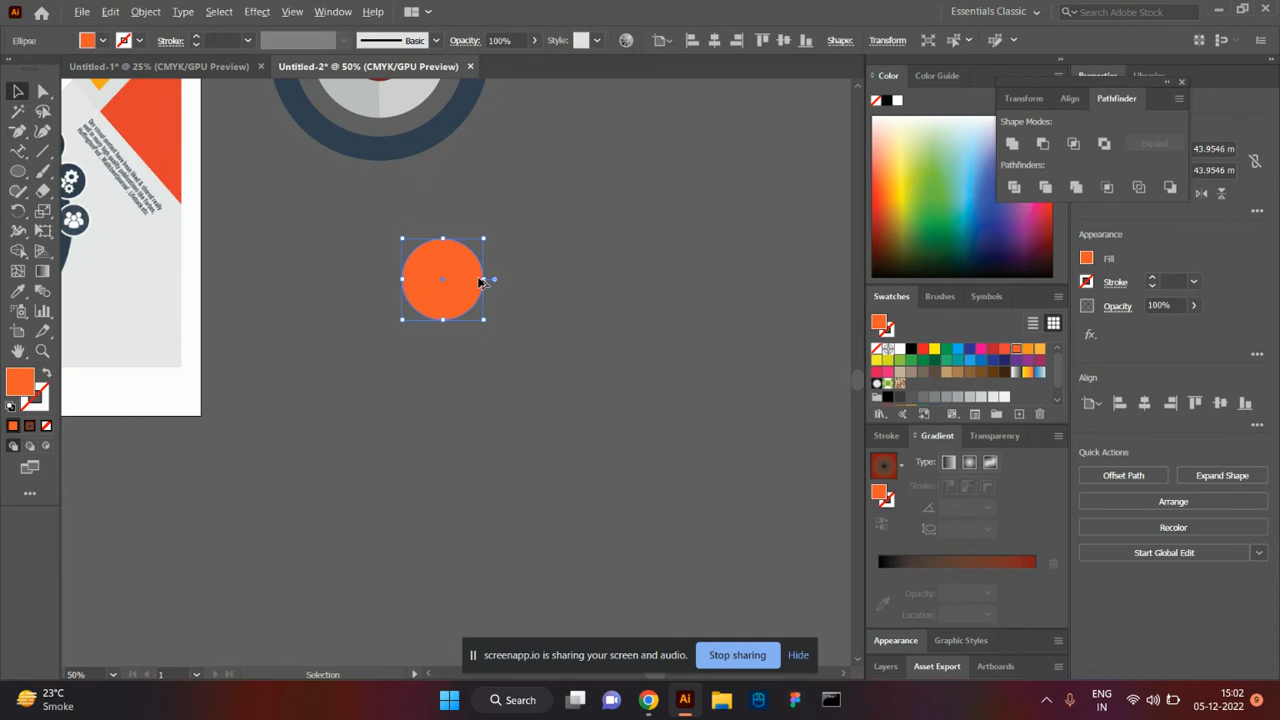 Ai
File Edit Object Type Select Effect View Window Help
Essentials Classic
Search Adobe Stock
Ellipse
Stroke:
Basic
Opacity: 100%
Style:
Shape: Transform
Untitled-1* @ 25% (CMYK/GPU Preview)
Untitled-2* @ 50% (CMYK/GPU Preview)
Color Color Guide
Transform Align Pathfinder
Shape Modes:
Expand
Pathfinders:
43.9546 m
43.9546 m
Appearance
Fill
Stroke
Opacity 100%
fx
Swatches Brushes Symbols
Align
Stroke Gradient Transparency
Type:
Stroke:
Opacity:
Location:
Quick Actions
Offset Path Expand Shape
Arrange
Recolor
Start Global Edit
Appearance Graphic Styles
Layers Asset Export Artboards
50% 1 Selection
screenapp.io is sharing your screen and audio. Stop sharing Hide
23°C
Smoke
Search
Ai
ENG
IN
15:02
05-12-2022